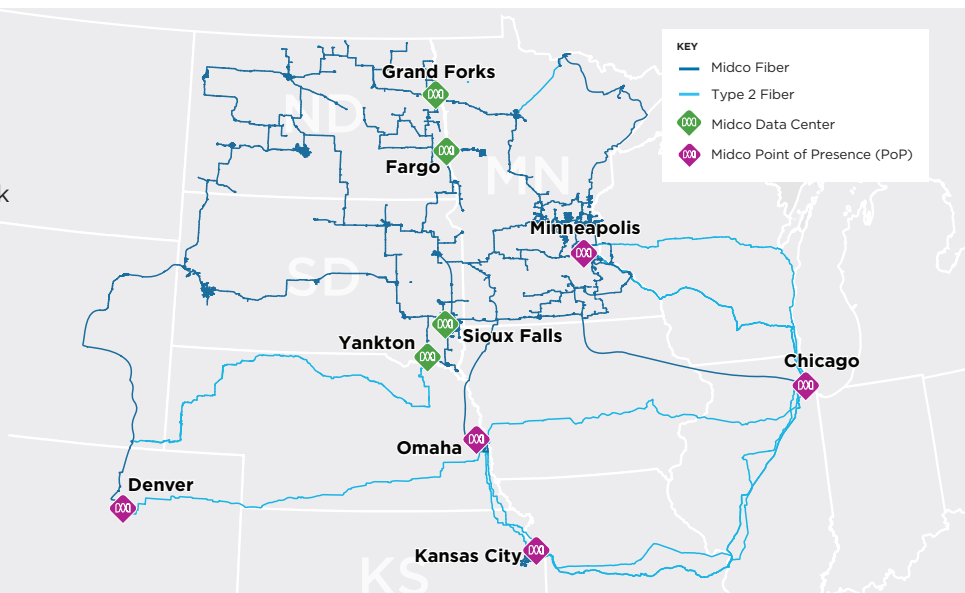 KEY
Midco Fiber
Type 2 Fiber
Midco Data Center
Midco Point of Presence (PoP)
k
Grand Forks
ND
Fargo
MN
Minneapolis
SD
Sioux Falls
Yankton
Chicago
Omaha
Denver
Kansas City
KS